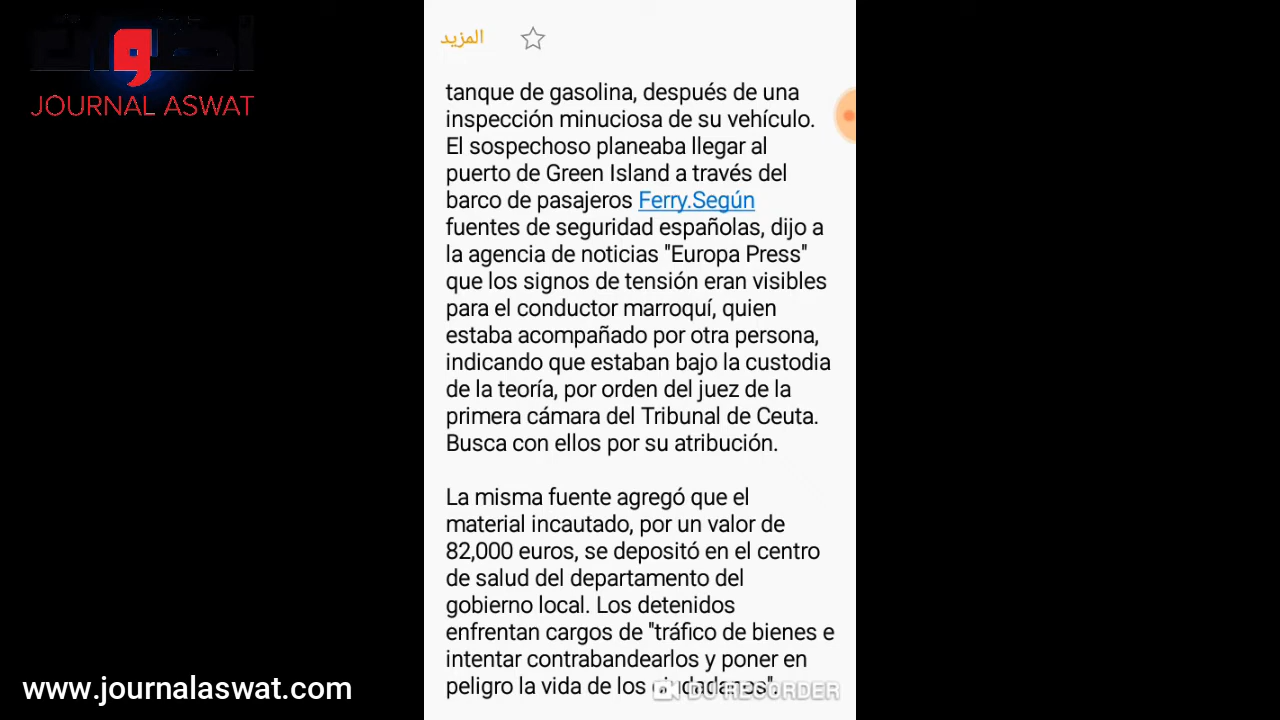 أصوات
JOURNAL ASWAT
المزيد
tanque de gasolina, después de una
inspección minuciosa de su vehículo.
El sospechoso planeaba llegar al
puerto de Green Island a través del
barco de pasajeros Ferry.Según
fuentes de seguridad españolas, dijo a
la agencia de noticias "Europa Press"
que los signos de tensión eran visibles
para el conductor marroquí, quien
estaba acompañado por otra persona,
indicando que estaban bajo la custodia
de la teoría, por orden del juez de la
primera cámara del Tribunal de Ceuta.
Busca con ellos por su atribución.
La misma fuente agregó que el
material incautado, por un valor de
82,000 euros, se depositó en el centro
de salud del departamento del
gobierno local. Los detenidos
enfrentan cargos de "tráfico de bienes e
intentar contrabandearlos y poner en
peligro la vida de los ciudadanos".
DU RECORDER
www.journalaswat.com